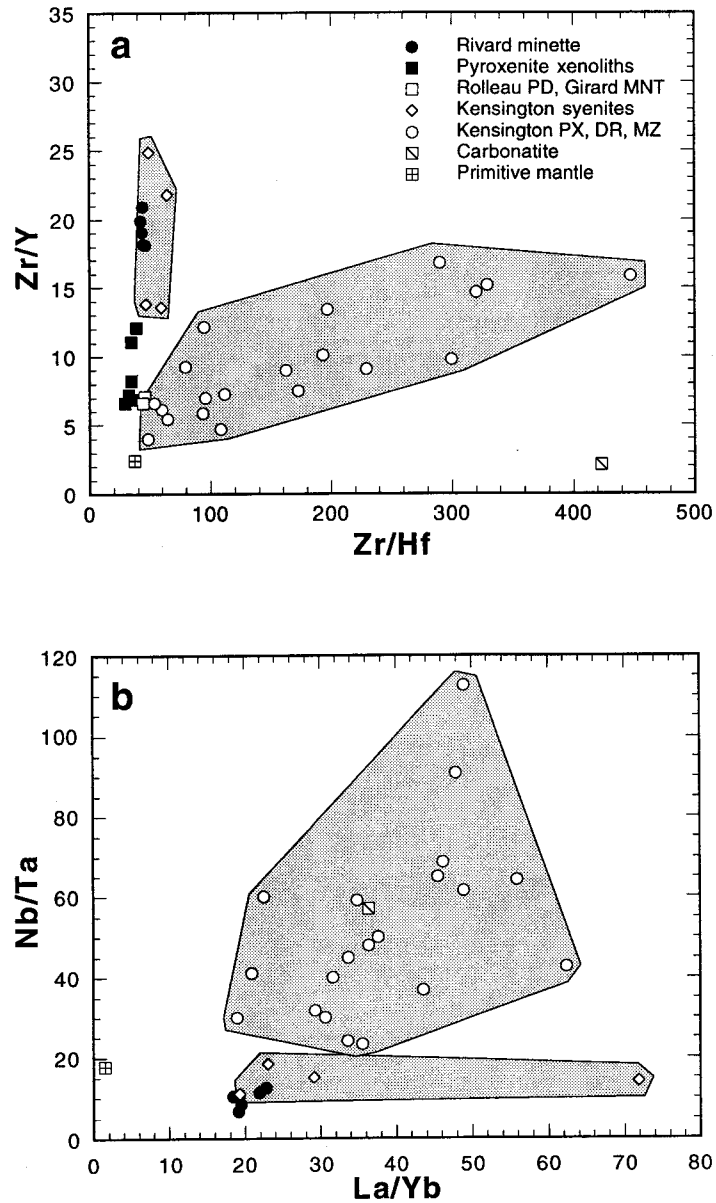 35
30
25
20
15
10
5
0
Zr/Y
a
Rivard minette
Pyroxenite xenoliths
Rolleau PD, Girard MNT
Kensington syenites
Kensington PX, DR, MZ
Carbonatite
Primitive mantle
0 100 200 300 400 500
Zr/Hf
120
100
80
60
40
20
0
Nb/Ta
b
0 10 20 30 40 50 60 70 80
La/Yb